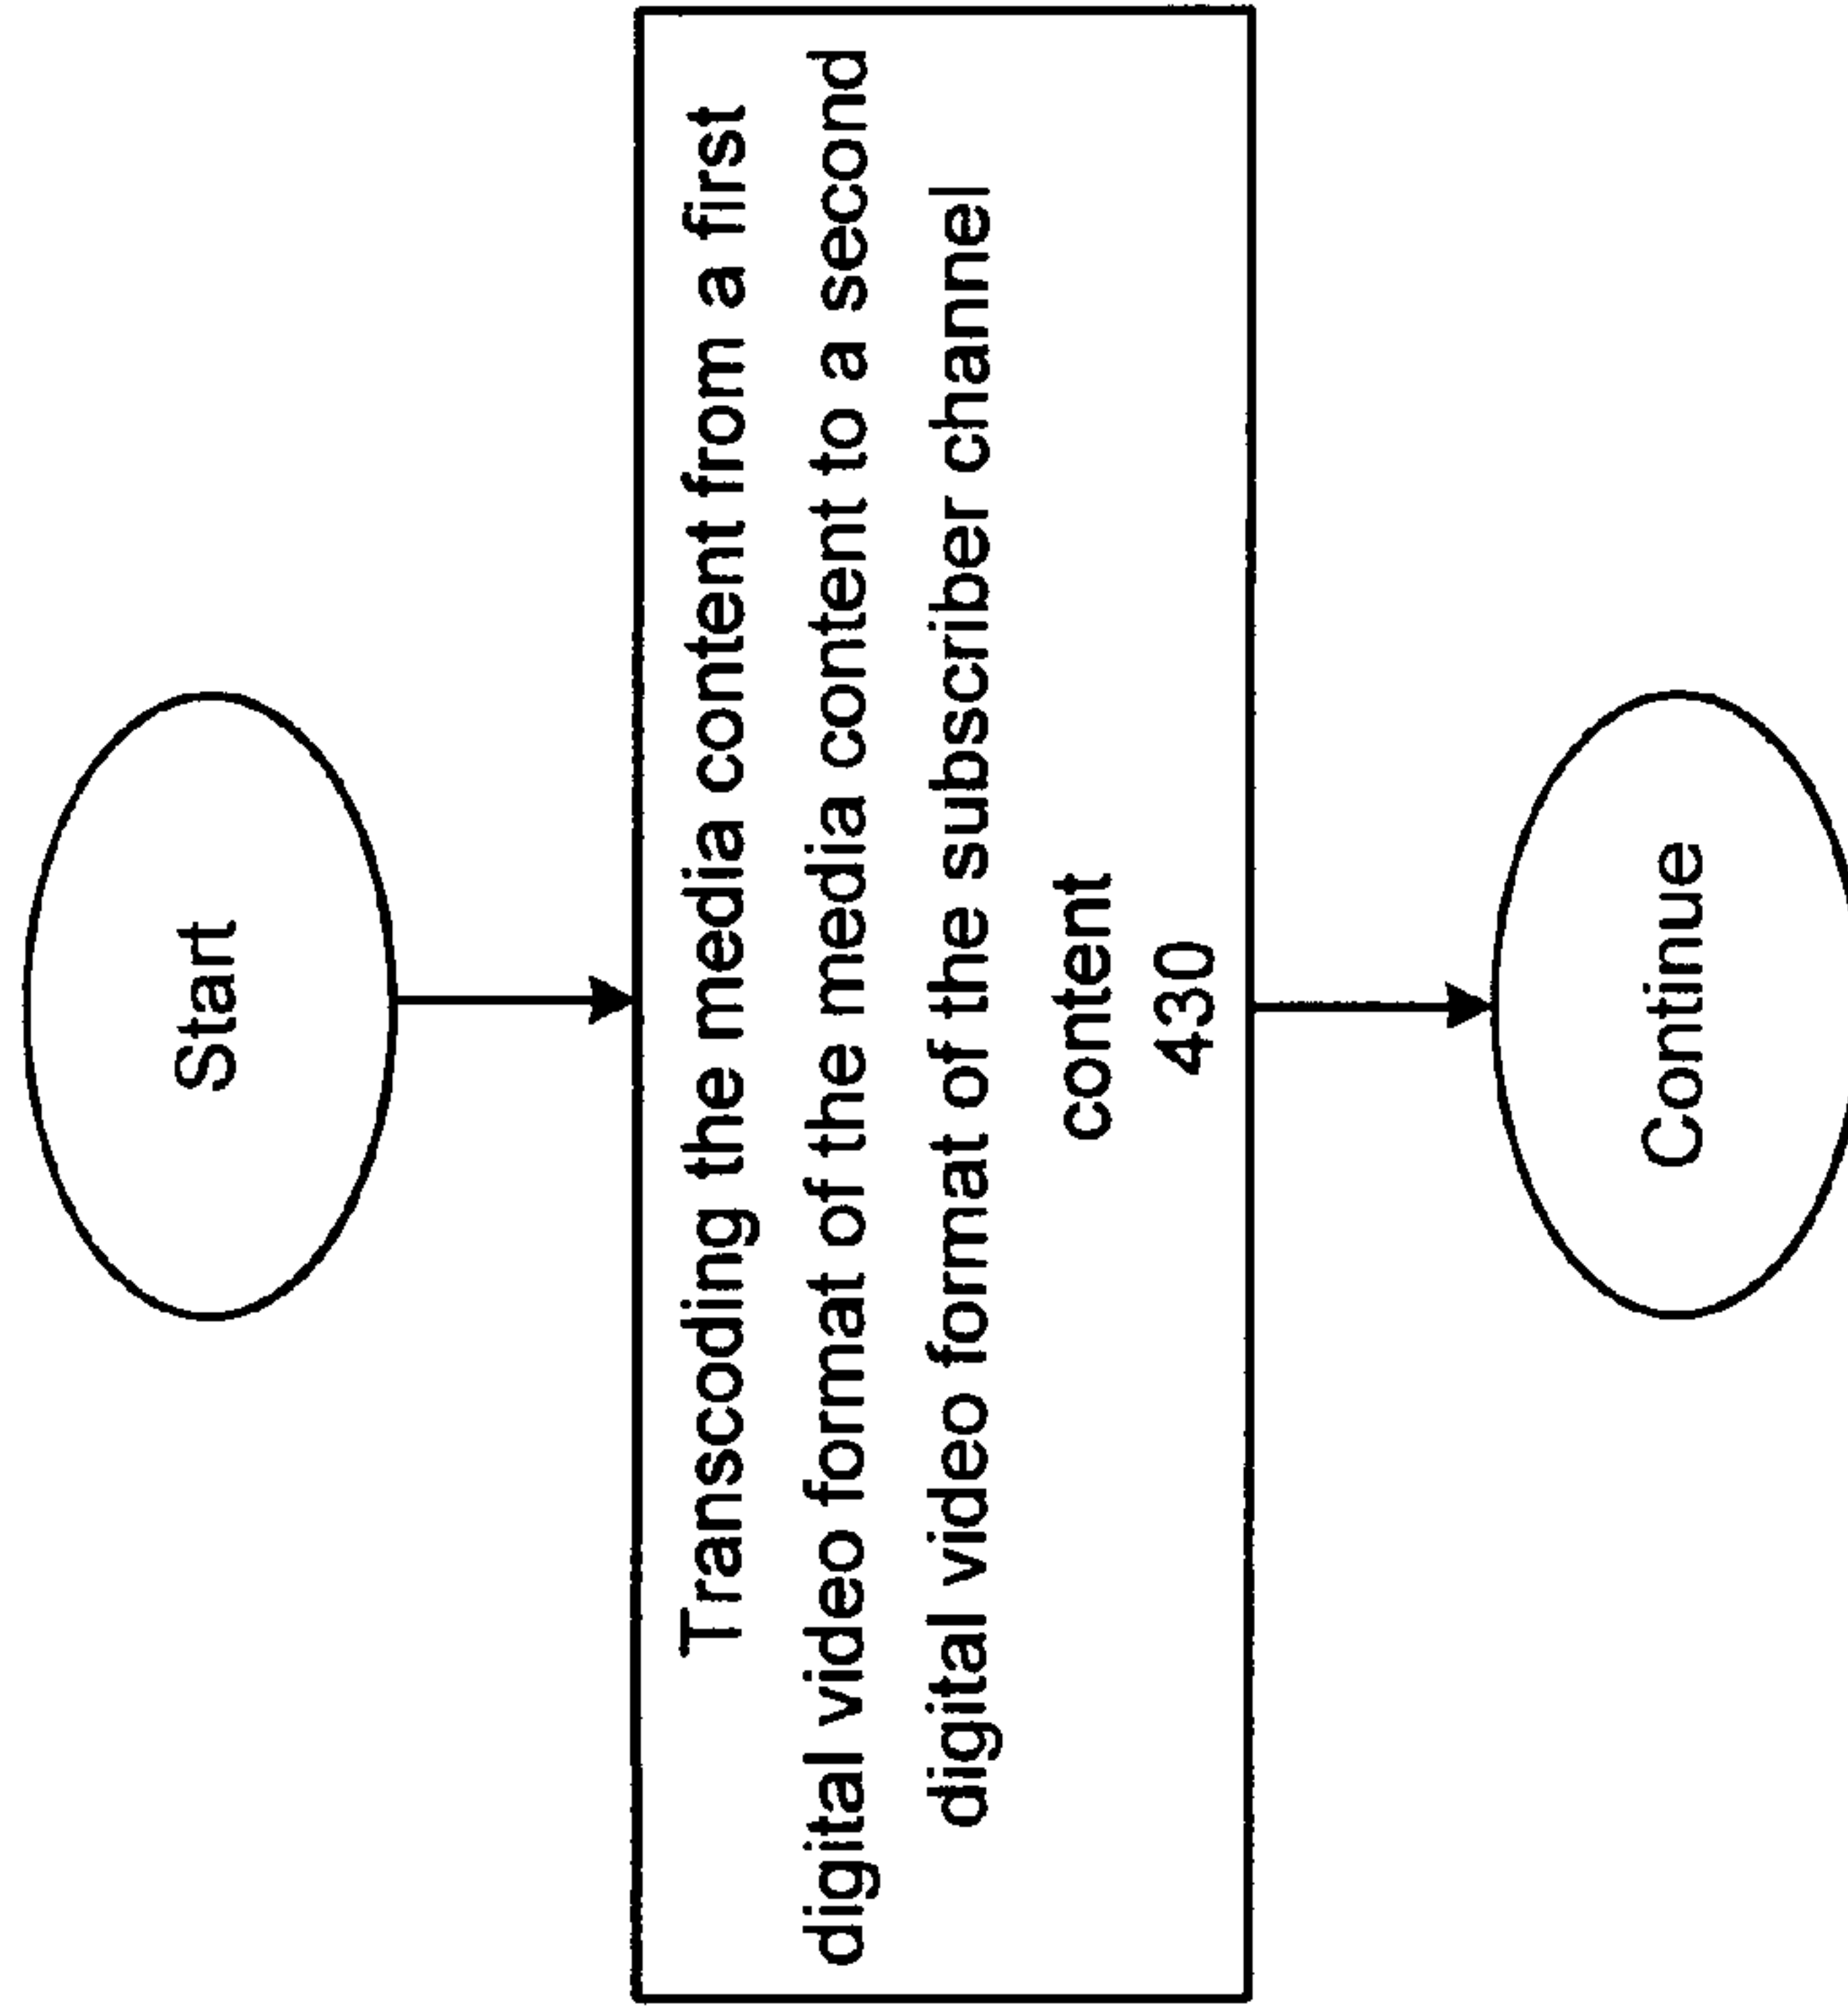 Start
Transcoding the media content from a first
digital video format of the media content to a second
digital video format of the subscriber channel
content
430
Continue